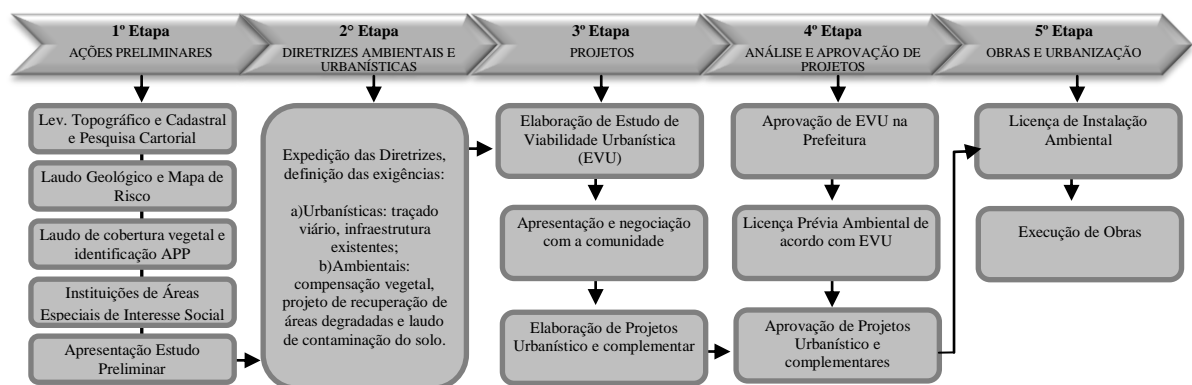 1º Etapa
AÇÕES PRELIMINARES
2° Etapa
DIRETRIZES AMBIENTAIS E
URBANÍSTICAS
3º Etapa
PROJETOS
4º Etapa
ANÁLISE E APROVAÇÃO DE
PROJETOS
5º Etapa
OBRAS E URBANIZAÇÃO
Lev. Topográfico e Cadastral
e Pesquisa Cartorial
Laudo Geológico e Mapa de
Risco
Laudo de cobertura vegetal e
identificação APP
Instituições de Áreas
Especiais de Interesse Social
Apresentação Estudo
Preliminar
Expedição das Diretrizes,
definição das exigências:
a)Urbanísticas: traçado
viário, infraestrutura
existentes;
b)Ambientais:
compensação vegetal,
projeto de recuperação de
áreas degradadas e laudo
de contaminação do solo.
Elaboração de Estudo de
Viabilidade Urbanística
(EVU)
Apresentação e negociação
com a comunidade
Elaboração de Projetos
Urbanístico e complementar
Aprovação de EVU na
Prefeitura
Licença Prévia Ambiental de
acordo com EVU
Aprovação de Projetos
Urbanístico e
complementares
Licença de Instalação
Ambiental
Execução de Obras